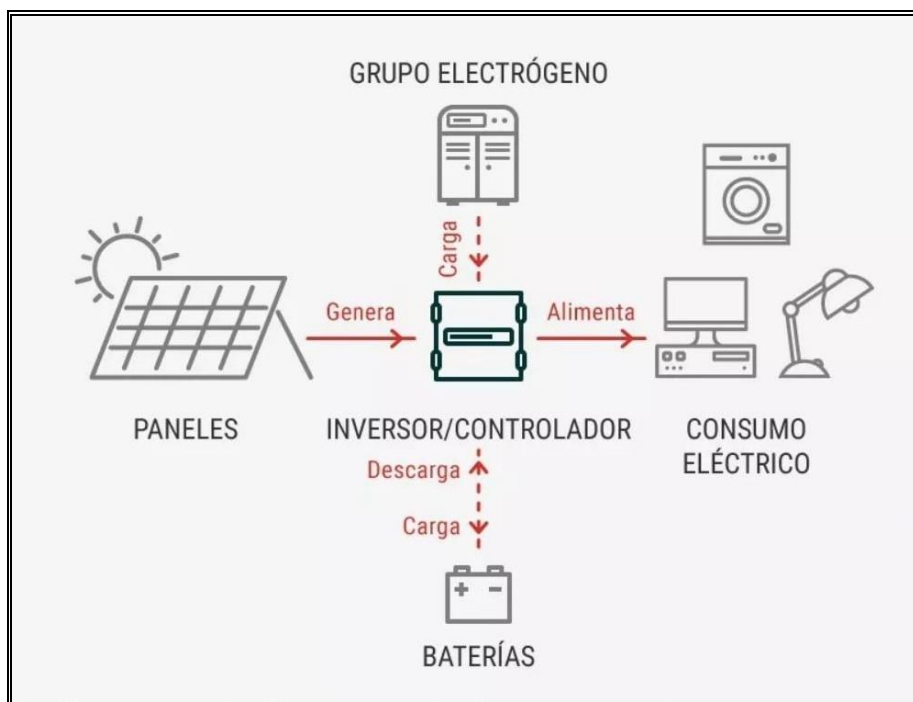 GRUPO ELECTRÓGENO
Carga
Genera
Alimenta
PANELES
INVERSOR/CONTROLADOR
CONSUMO
ELÉCTRICO
Descarga
Carga
BATERÍAS